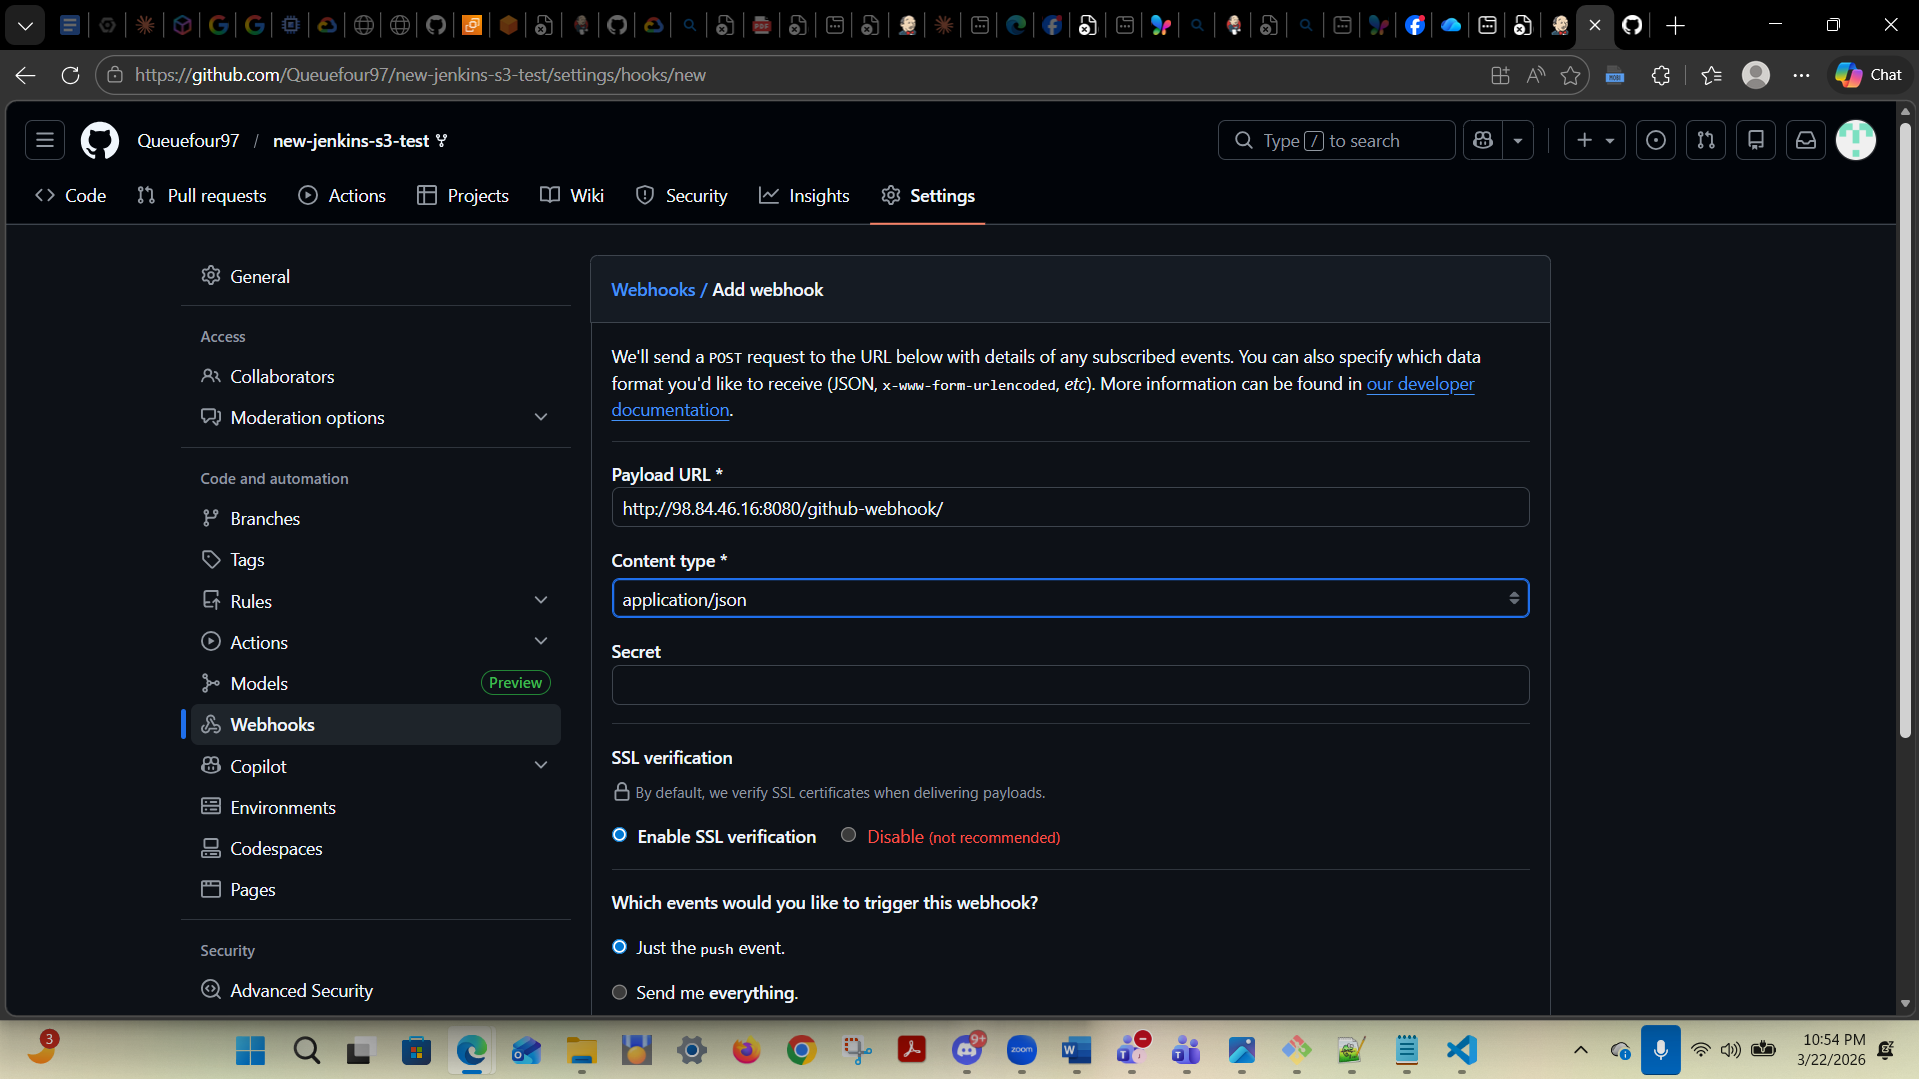 https://github.com/Queuefour97/new-jenkins-s3-test/settings/hooks/new
MOBI
Chat
Queuefour97 / new-jenkins-s3-test
Type / to search
Code
Pull requests
Actions
Projects
Wiki
Security
Insights
Settings
General
Access
Collaborators
Moderation options
Code and automation
Branches
Tags
Rules
Actions
Models
Preview
Webhooks
Copilot
Environments
Codespaces
Pages
Security
Advanced Security
Webhooks / Add webhook
We'll send a POST request to the URL below with details of any subscribed events. You can also specify which data
format you'd like to receive (JSON, x-www-form-urlencoded, etc). More information can be found in our developer
documentation.
Payload URL *
http://98.84.46.16:8080/github-webhook/
Content type *
application/json
Secret
SSL verification
By default, we verify SSL certificates when delivering payloads.
Enable SSL verification
Disable (not recommended)
Which events would you like to trigger this webhook?
Just the push event.
Send me everything.
3
9+
zoom
10:54 PM
3/22/2026